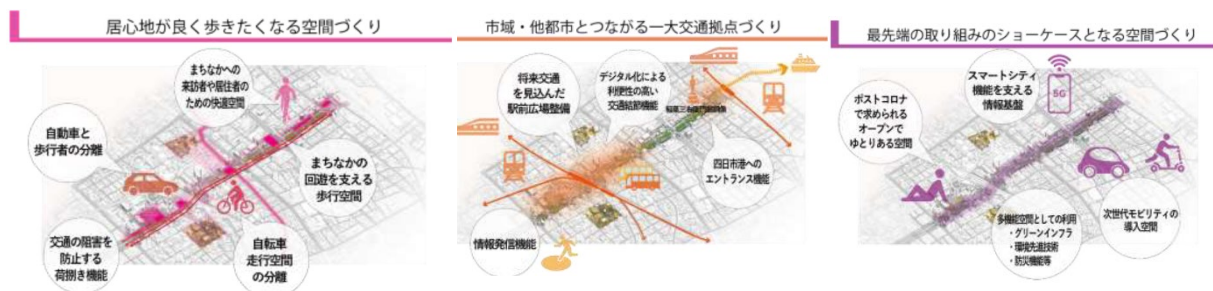 居心地が良く歩きたくなる空間づくり
まちなかへの
来訪者や居住者の
ための快適空間
自動車と
歩行者の分離
まちなかの
回遊を支える
歩行空間
交通の阻害を
防止する
荷捌き機能
自転車
走行空間
の分離
市域・他都市とつながる一大交通拠点づくり
将来交通
を見込んだ
駅前広場整備
デジタル化による
利便性の高い
交通結節機能
四日市港への
エントランス機能
情報発信機能
最先端の取り組みのショーケースとなる空間づくり
スマートシティ
機能を支える
情報基盤
5G
ポストコロナ
で求められる
オープンで
ゆとりある空間
多機能空間としての利用
・グリーンインフラ
・環境先進技術
・防災機能等
次世代モビリティの
導入空間